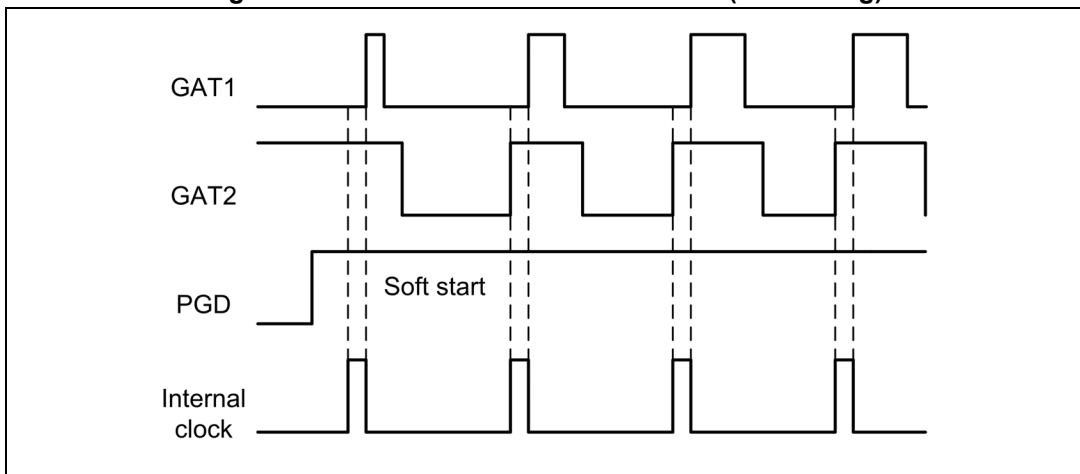 GAT1
GAT2
Soft start
PGD
Internal
clock